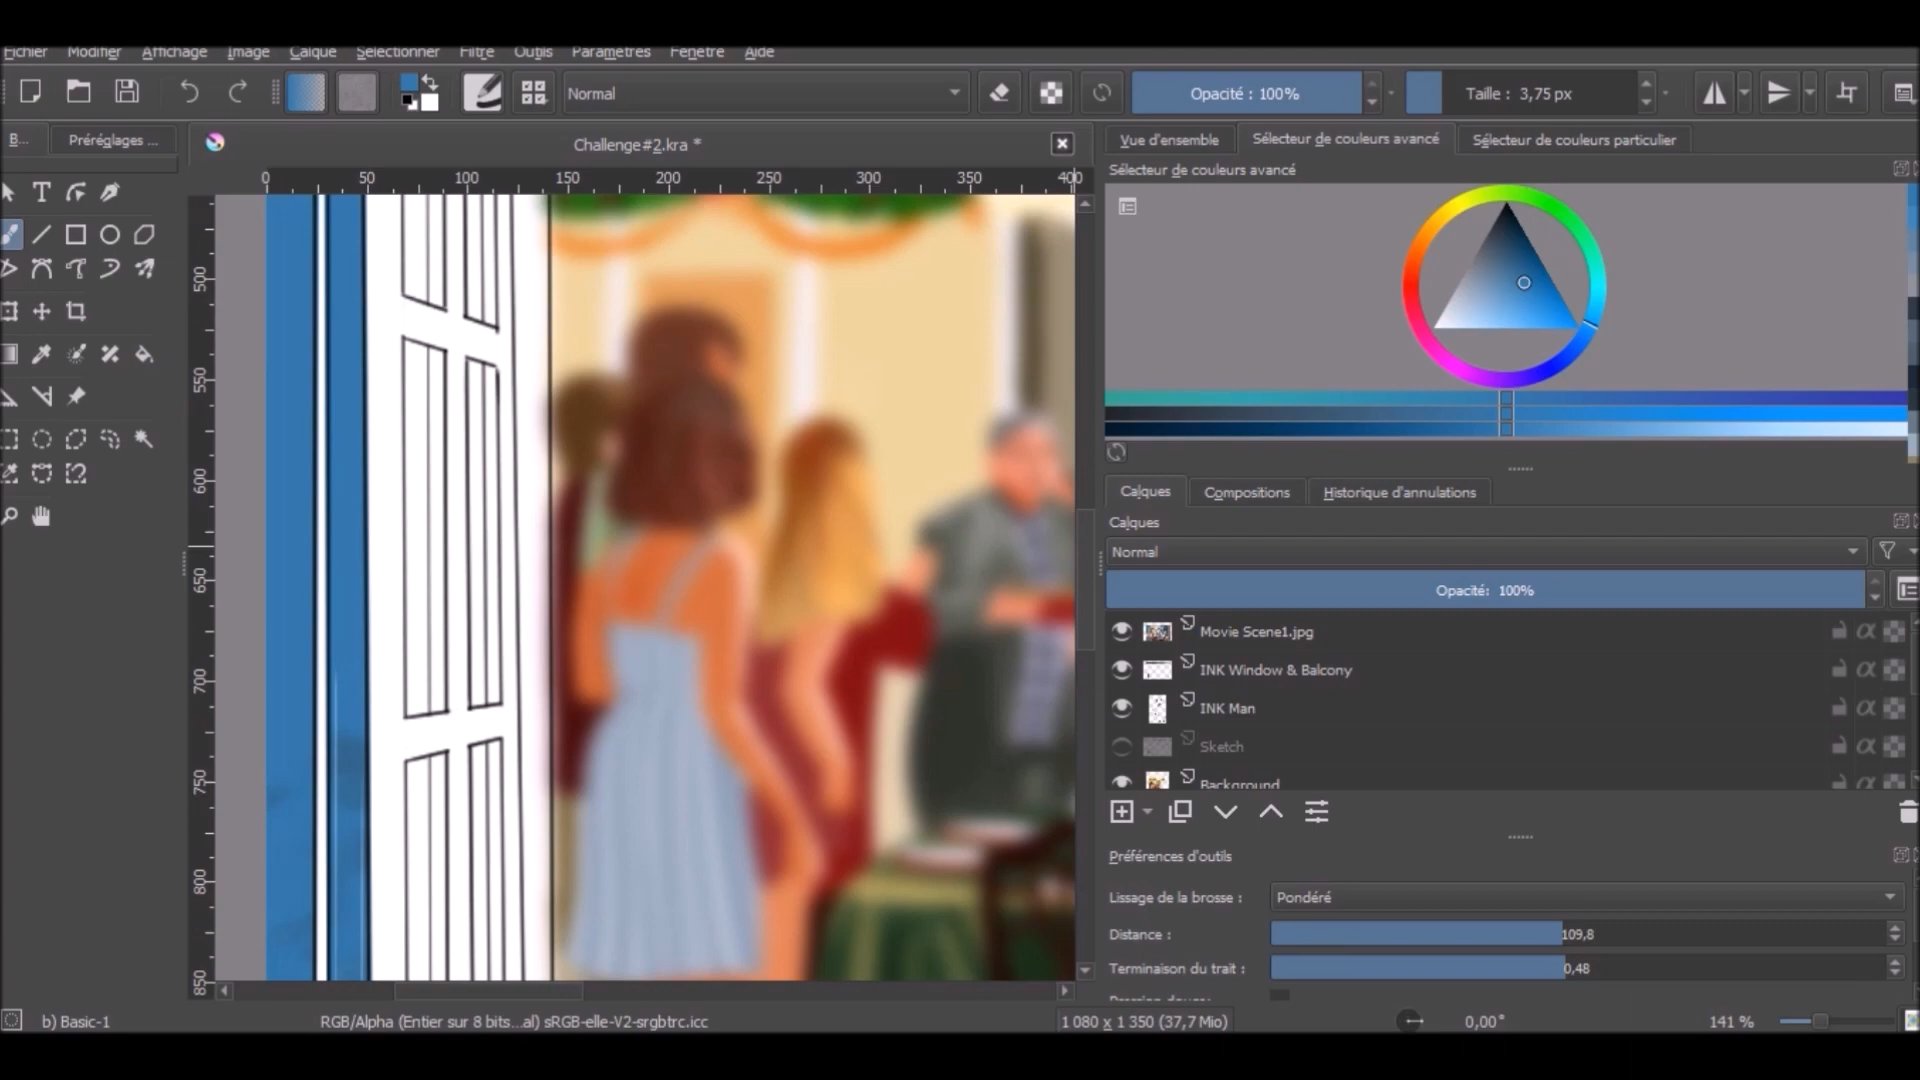 Fichier Modifier Affichage Image Calque Sélectionner Filtre Outils Paramètres Fenêtre Aide
Normal Opacité : 100% Taille : 3,75 px
B... Préréglages ... Challenge#2.kra * Vue d'ensemble Sélecteur de couleurs avancé Sélecteur de couleurs particulier
Sélecteur de couleurs avancé
0 50 100 150 200 250 300 350 400
500
550
600
650
700
750
800
850
Calques Compositions Historique d'annulations
Calques
Normal
Opacité: 100%
Movie Scene1.jpg
INK Window & Balcony
INK Man
Sketch
Background
Préférences d'outils
Lissage de la brosse : Pondéré
Distance : 109,8
Terminaison du trait : 0,48
b) Basic-1 RGB/Alpha (Entier sur 8 bits...al) sRGB-elle-V2-srgbtrc.icc 1 080 x 1 350 (37,7 Mio) 0,00° 141 %